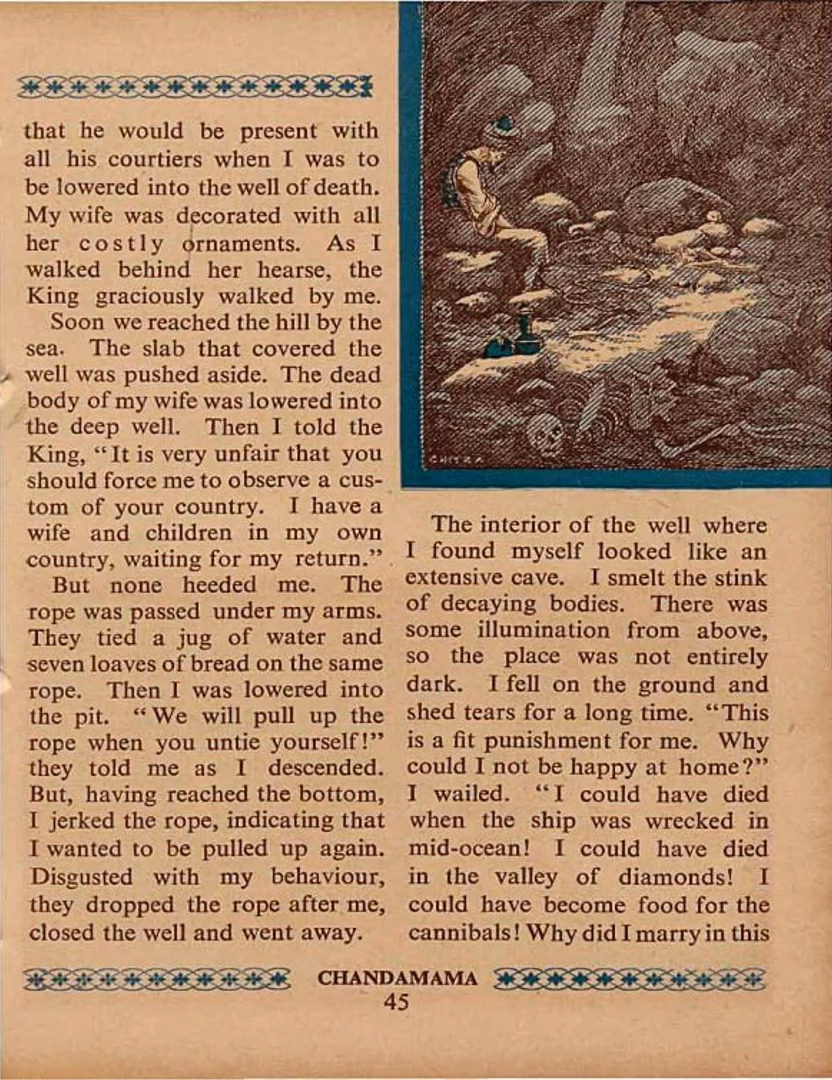 that he would be present with
all his courtiers when I was to
be lowered into the well of death.
My wife was decorated with all
her costly ornaments. As I
walked behind her hearse, the
King graciously walked by me.
Soon we reached the hill by the
sea. The slab that covered the
well was pushed aside. The dead
body of my wife was lowered into
the deep well. Then I told the
King, “It is very unfair that you
should force me to observe a cus-
tom of your country. I have a
wife and children in my own
country, waiting for my return.”
But none heeded me. The
rope was passed under my arms.
They tied a jug of water and
seven loaves of bread on the same
rope. Then I was lowered into
the pit. “We will pull up the
rope when you untie yourself!”
they told me as I descended.
But, having reached the bottom,
I jerked the rope, indicating that
I wanted to be pulled up again.
Disgusted with my behaviour,
they dropped the rope after me,
closed the well and went away.
CHITRA
The interior of the well where
I found myself looked like an
extensive cave. I smelt the stink
of decaying bodies. There was
some illumination from above,
so the place was not entirely
dark. I fell on the ground and
shed tears for a long time. “This
is a fit punishment for me. Why
could I not be happy at home?”
I wailed. “I could have died
when the ship was wrecked in
mid-ocean! I could have died
in the valley of diamonds! I
could have become food for the
cannibals! Why did I marry in this
CHANDAMAMA
45